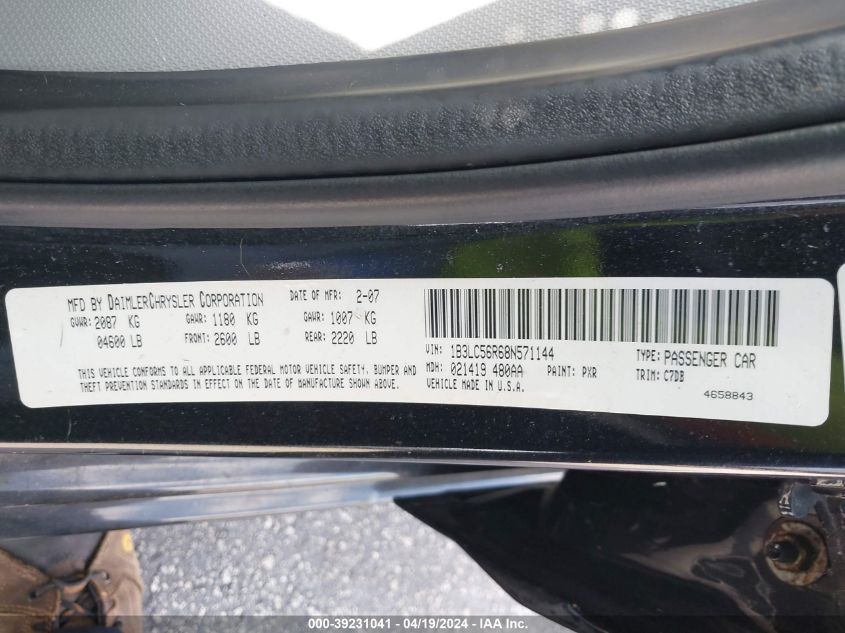 MFD BY DAIMLERCHRYSLER CORPORATION DATE OF MFR: 2-07
GVWR: 2087 KG GAWR: 1180 KG GAWR: 1007 KG
04600 LB FRONT: 2600 LB REAR: 2220 LB
THIS VEHICLE CONFORMS TO ALL APPLICABLE FEDERAL MOTOR VEHICLE SAFETY, BUMPER AND
THEFT PREVENTION STANDARDS IN EFFECT ON THE DATE OF MANUFACTURE SHOWN ABOVE.
VIN: 1B3LC56R68N571144 TYPE: PASSENGER CAR
MDH: 021419 480AA PAINT: PXR TRIM: C7DB
VEHICLE MADE IN U.S.A. 4658843
000-39231041 - 04/19/2024 - IAA Inc.